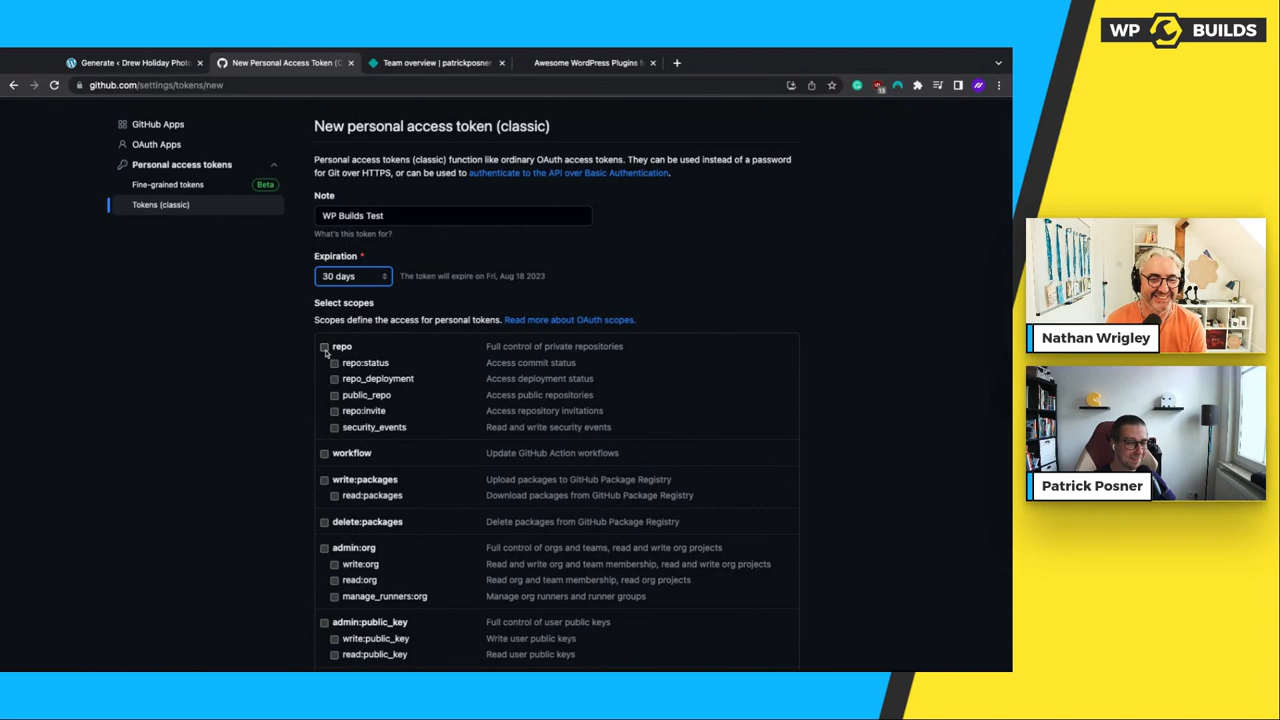 WP BUILDS
Generate ‹ Drew Holiday Phot
New Personal Access Token (C
Team overview | patrickposner
Awesome WordPress Plugins f
github.com/settings/tokens/new
13
GitHub Apps
OAuth Apps
Personal access tokens
Fine-grained tokens Beta
Tokens (classic)
New personal access token (classic)
Personal access tokens (classic) function like ordinary OAuth access tokens. They can be used instead of a password
for Git over HTTPS, or can be used to authenticate to the API over Basic Authentication.
Note
WP Builds Test
What's this token for?
Expiration *
30 days The token will expire on Fri, Aug 18 2023
Select scopes
Scopes define the access for personal tokens. Read more about OAuth scopes.
repo Full control of private repositories
repo:status Access commit status
repo_deployment Access deployment status
public_repo Access public repositories
repo:invite Access repository invitations
security_events Read and write security events
workflow Update GitHub Action workflows
write:packages Upload packages to GitHub Package Registry
read:packages Download packages from GitHub Package Registry
delete:packages Delete packages from GitHub Package Registry
admin:org Full control of orgs and teams, read and write org projects
write:org Read and write org and team membership, read and write org projects
read:org Read org and team membership, read org projects
manage_runners:org Manage org runners and runner groups
admin:public_key Full control of user public keys
write:public_key Write user public keys
read:public_key Read user public keys
Nathan Wrigley
Patrick Posner